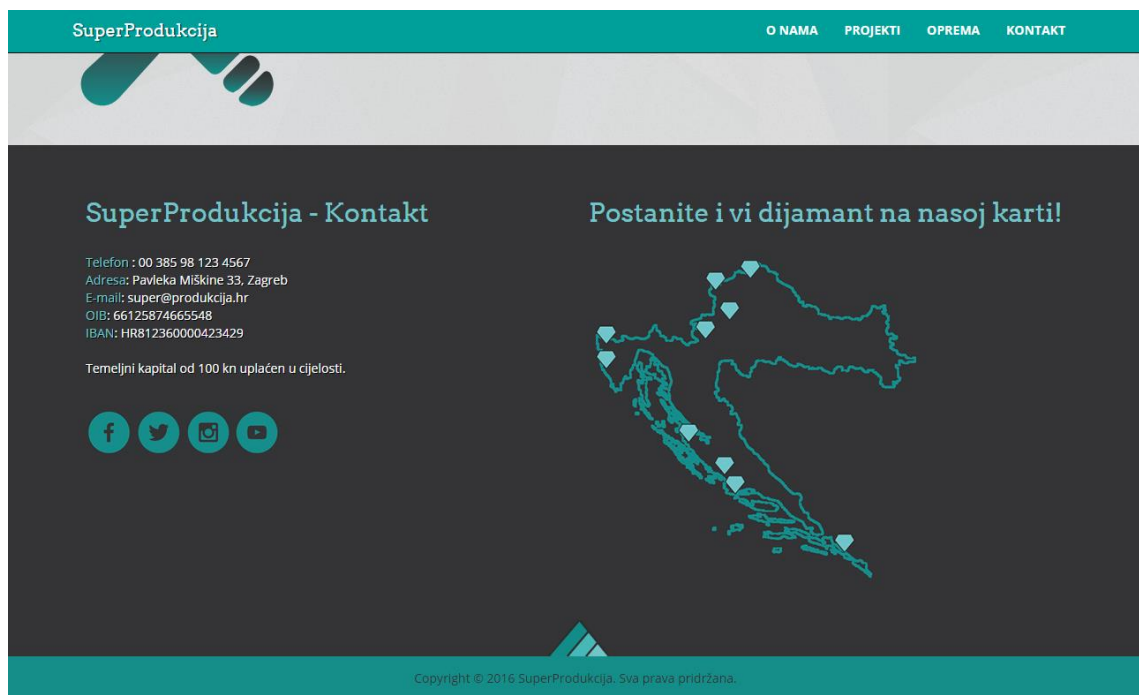 SuperProdukcija
O NAMA PROJEKTI OPREMA KONTAKT
SuperProdukcija - Kontakt
Telefon : 00 385 98 123 4567
Adresa: Pavleka Miškine 33, Zagreb
E-mail: super@produkcija.hr
OIB: 66125874665548
IBAN: HR812360000423429
Temeljni kapital od 100 kn uplaćen u cijelosti.
Postanite i vi dijamant na nasoj karti!
Copyright © 2016 SuperProdukcija. Sva prava pridržana.